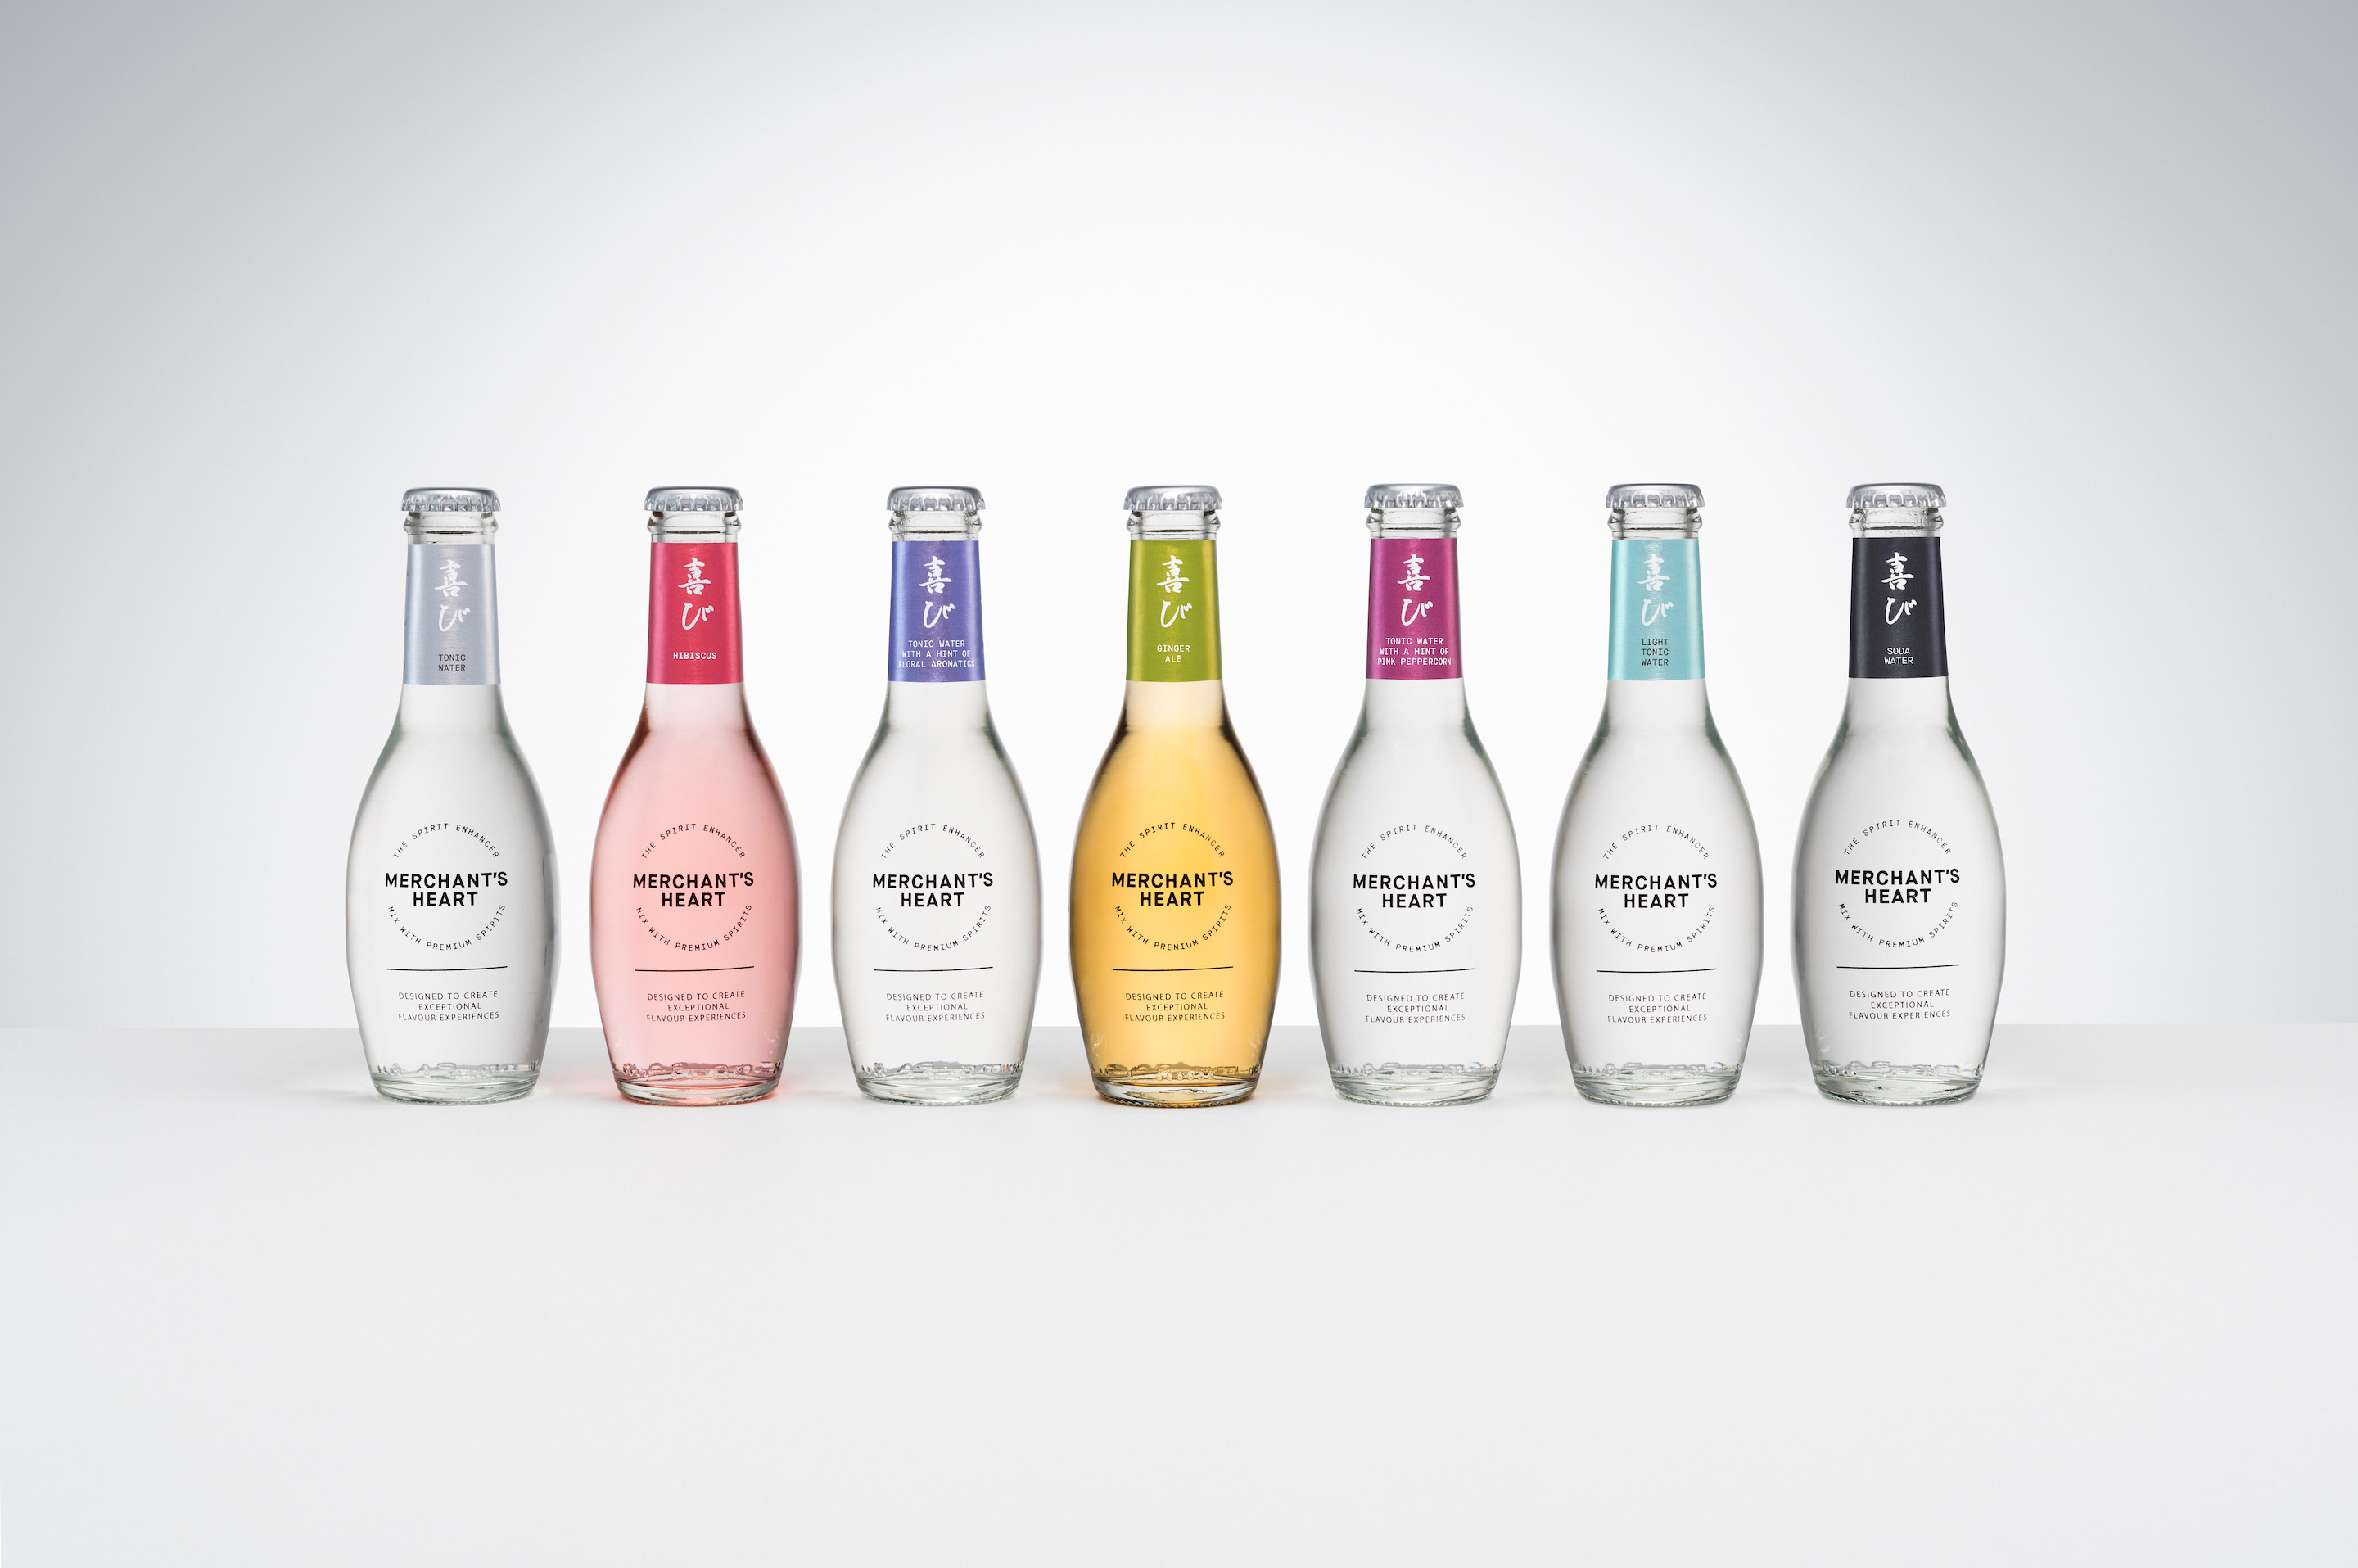 喜び
TONIC
WATER
THE SPIRIT ENHANCER
MERCHANT'S
HEART
MIX WITH PREMIUM SPIRITS
DESIGNED TO CREATE
EXCEPTIONAL
FLAVOUR EXPERIENCES
喜び
HIBISCUS
THE SPIRIT ENHANCER
MERCHANT'S
HEART
MIX WITH PREMIUM SPIRITS
DESIGNED TO CREATE
EXCEPTIONAL
FLAVOUR EXPERIENCES
喜び
TONIC WATER
WITH A HINT OF
FLORAL AROMATICS
THE SPIRIT ENHANCER
MERCHANT'S
HEART
MIX WITH PREMIUM SPIRITS
DESIGNED TO CREATE
EXCEPTIONAL
FLAVOUR EXPERIENCES
喜び
GINGER
ALE
THE SPIRIT ENHANCER
MERCHANT'S
HEART
MIX WITH PREMIUM SPIRITS
DESIGNED TO CREATE
EXCEPTIONAL
FLAVOUR EXPERIENCES
喜び
TONIC WATER
WITH A HINT OF
PINK PEPPERCORN
THE SPIRIT ENHANCER
MERCHANT'S
HEART
MIX WITH PREMIUM SPIRITS
DESIGNED TO CREATE
EXCEPTIONAL
FLAVOUR EXPERIENCES
喜び
LIGHT
TONIC
WATER
THE SPIRIT ENHANCER
MERCHANT'S
HEART
MIX WITH PREMIUM SPIRITS
DESIGNED TO CREATE
EXCEPTIONAL
FLAVOUR EXPERIENCES
喜び
SODA
WATER
THE SPIRIT ENHANCER
MERCHANT'S
HEART
MIX WITH PREMIUM SPIRITS
DESIGNED TO CREATE
EXCEPTIONAL
FLAVOUR EXPERIENCES